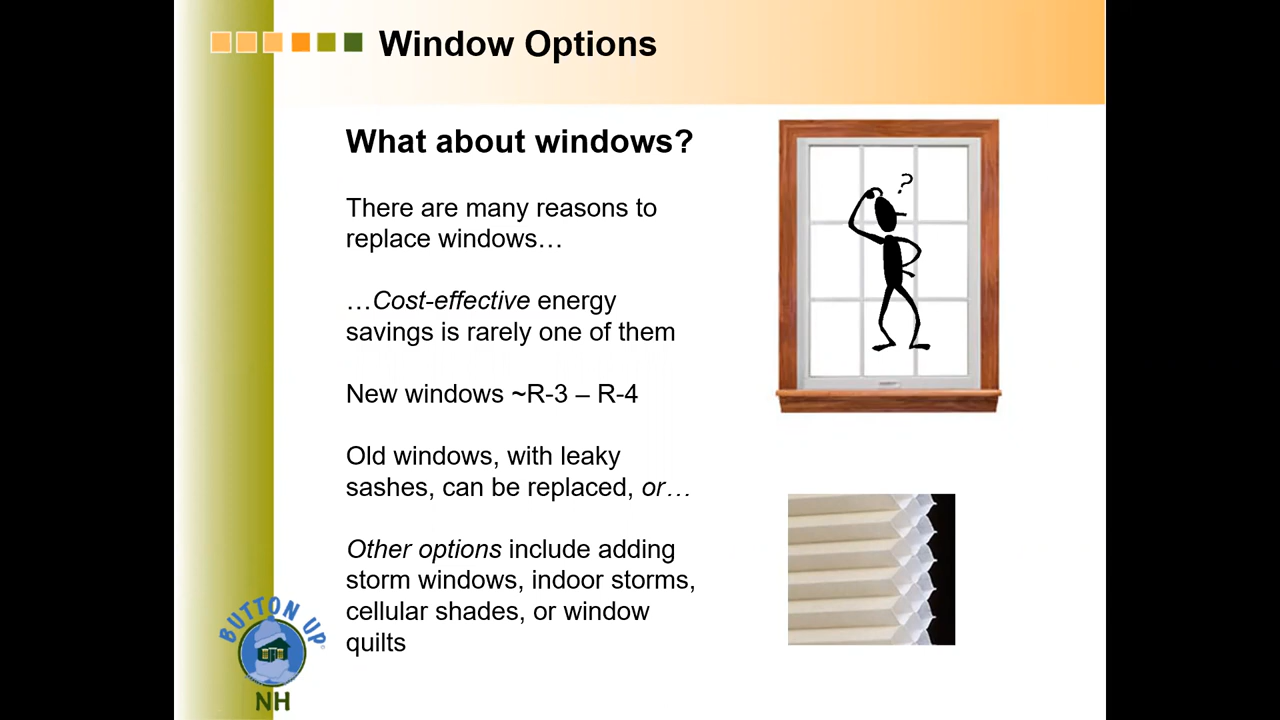 Window Options
What about windows?
There are many reasons to
replace windows…
…Cost-effective energy
savings is rarely one of them
New windows ~R-3 – R-4
Old windows, with leaky
sashes, can be replaced, or…
Other options include adding
storm windows, indoor storms,
cellular shades, or window
quilts
?
BUTTON UP
NH